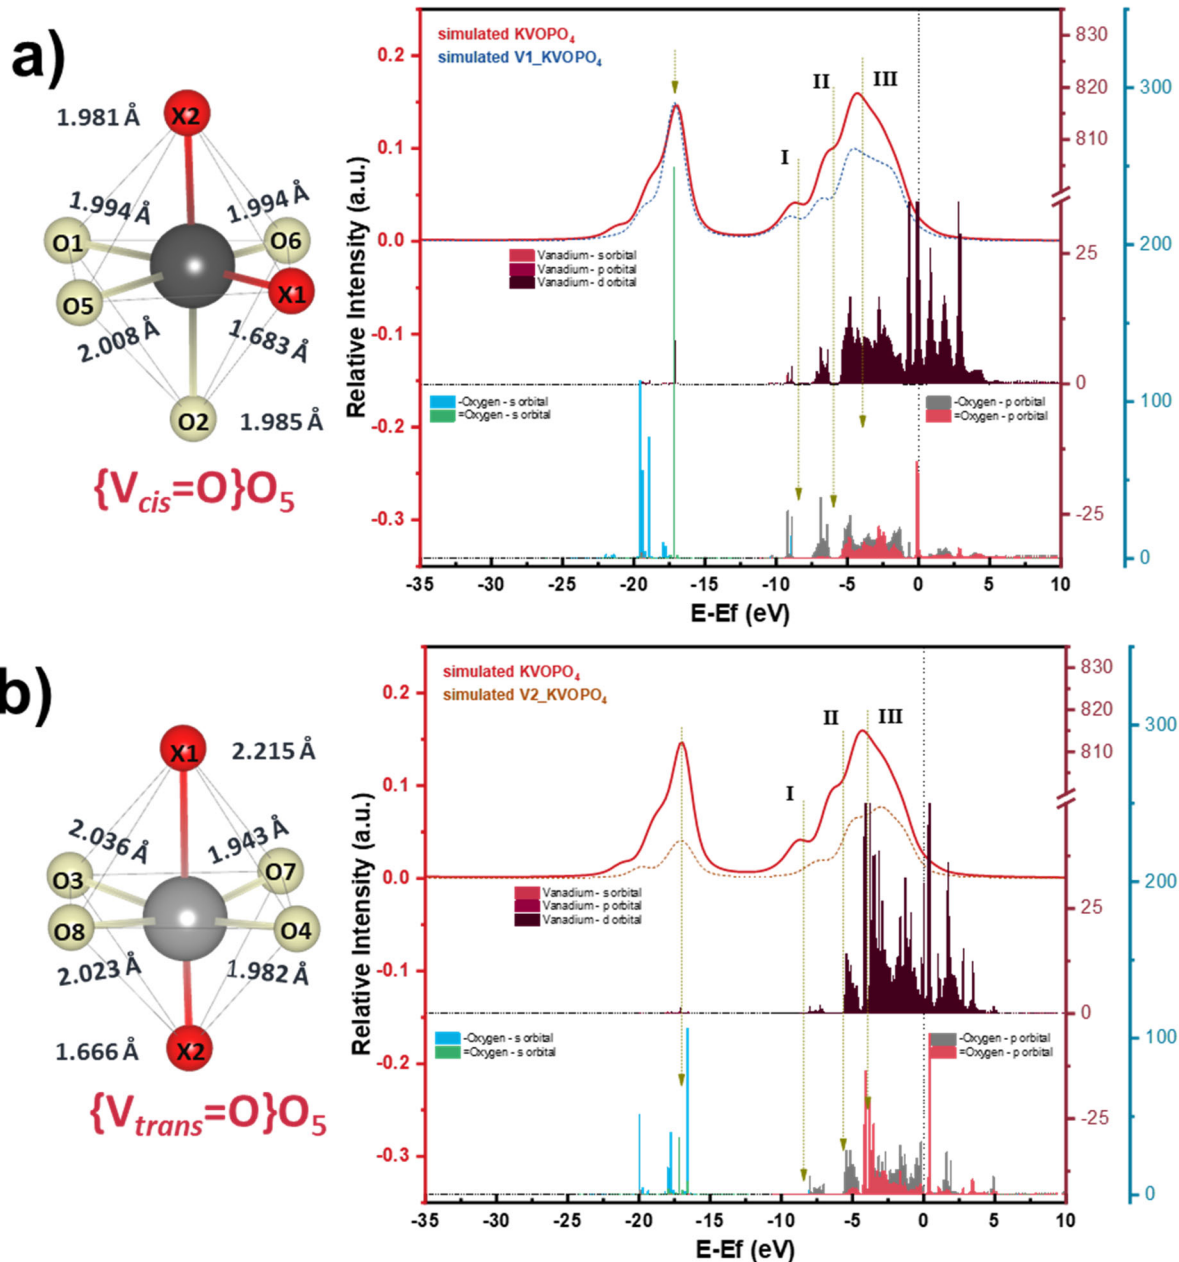 a)
X2
1.981 Å
1.994 Å
1.994 Å
O1
O6
O5
X1
2.008 Å
1.683 Å
O2
1.985 Å
{Vcis=O}O5
simulated KVOPO4
simulated V1_KVOPO4
I
II
III
Relative Intensity (a.u.)
0.2
0.1
0.0
-0.1
-0.2
-0.3
830
820
810
25
0
-25
300
200
100
0
Vanadium - s orbital
Vanadium - p orbital
Vanadium - d orbital
-Oxygen - s orbital
=Oxygen - s orbital
-Oxygen - p orbital
=Oxygen - p orbital
-35 -30 -25 -20 -15 -10 -5 0 5 10
E-Ef (eV)
b)
X1
2.215 Å
2.036 Å
1.943 Å
O3
O7
O8
O4
2.023 Å
1.982 Å
1.666 Å
X2
{Vtrans=O}O5
simulated KVOPO4
simulated V2_KVOPO4
I
II
III
Relative Intensity (a.u.)
0.2
0.1
0.0
-0.1
-0.2
-0.3
830
820
810
25
0
-25
300
200
100
0
Vanadium - s orbital
Vanadium - p orbital
Vanadium - d orbital
-Oxygen - s orbital
=Oxygen - s orbital
-Oxygen - p orbital
=Oxygen - p orbital
-35 -30 -25 -20 -15 -10 -5 0 5 10
E-Ef (eV)